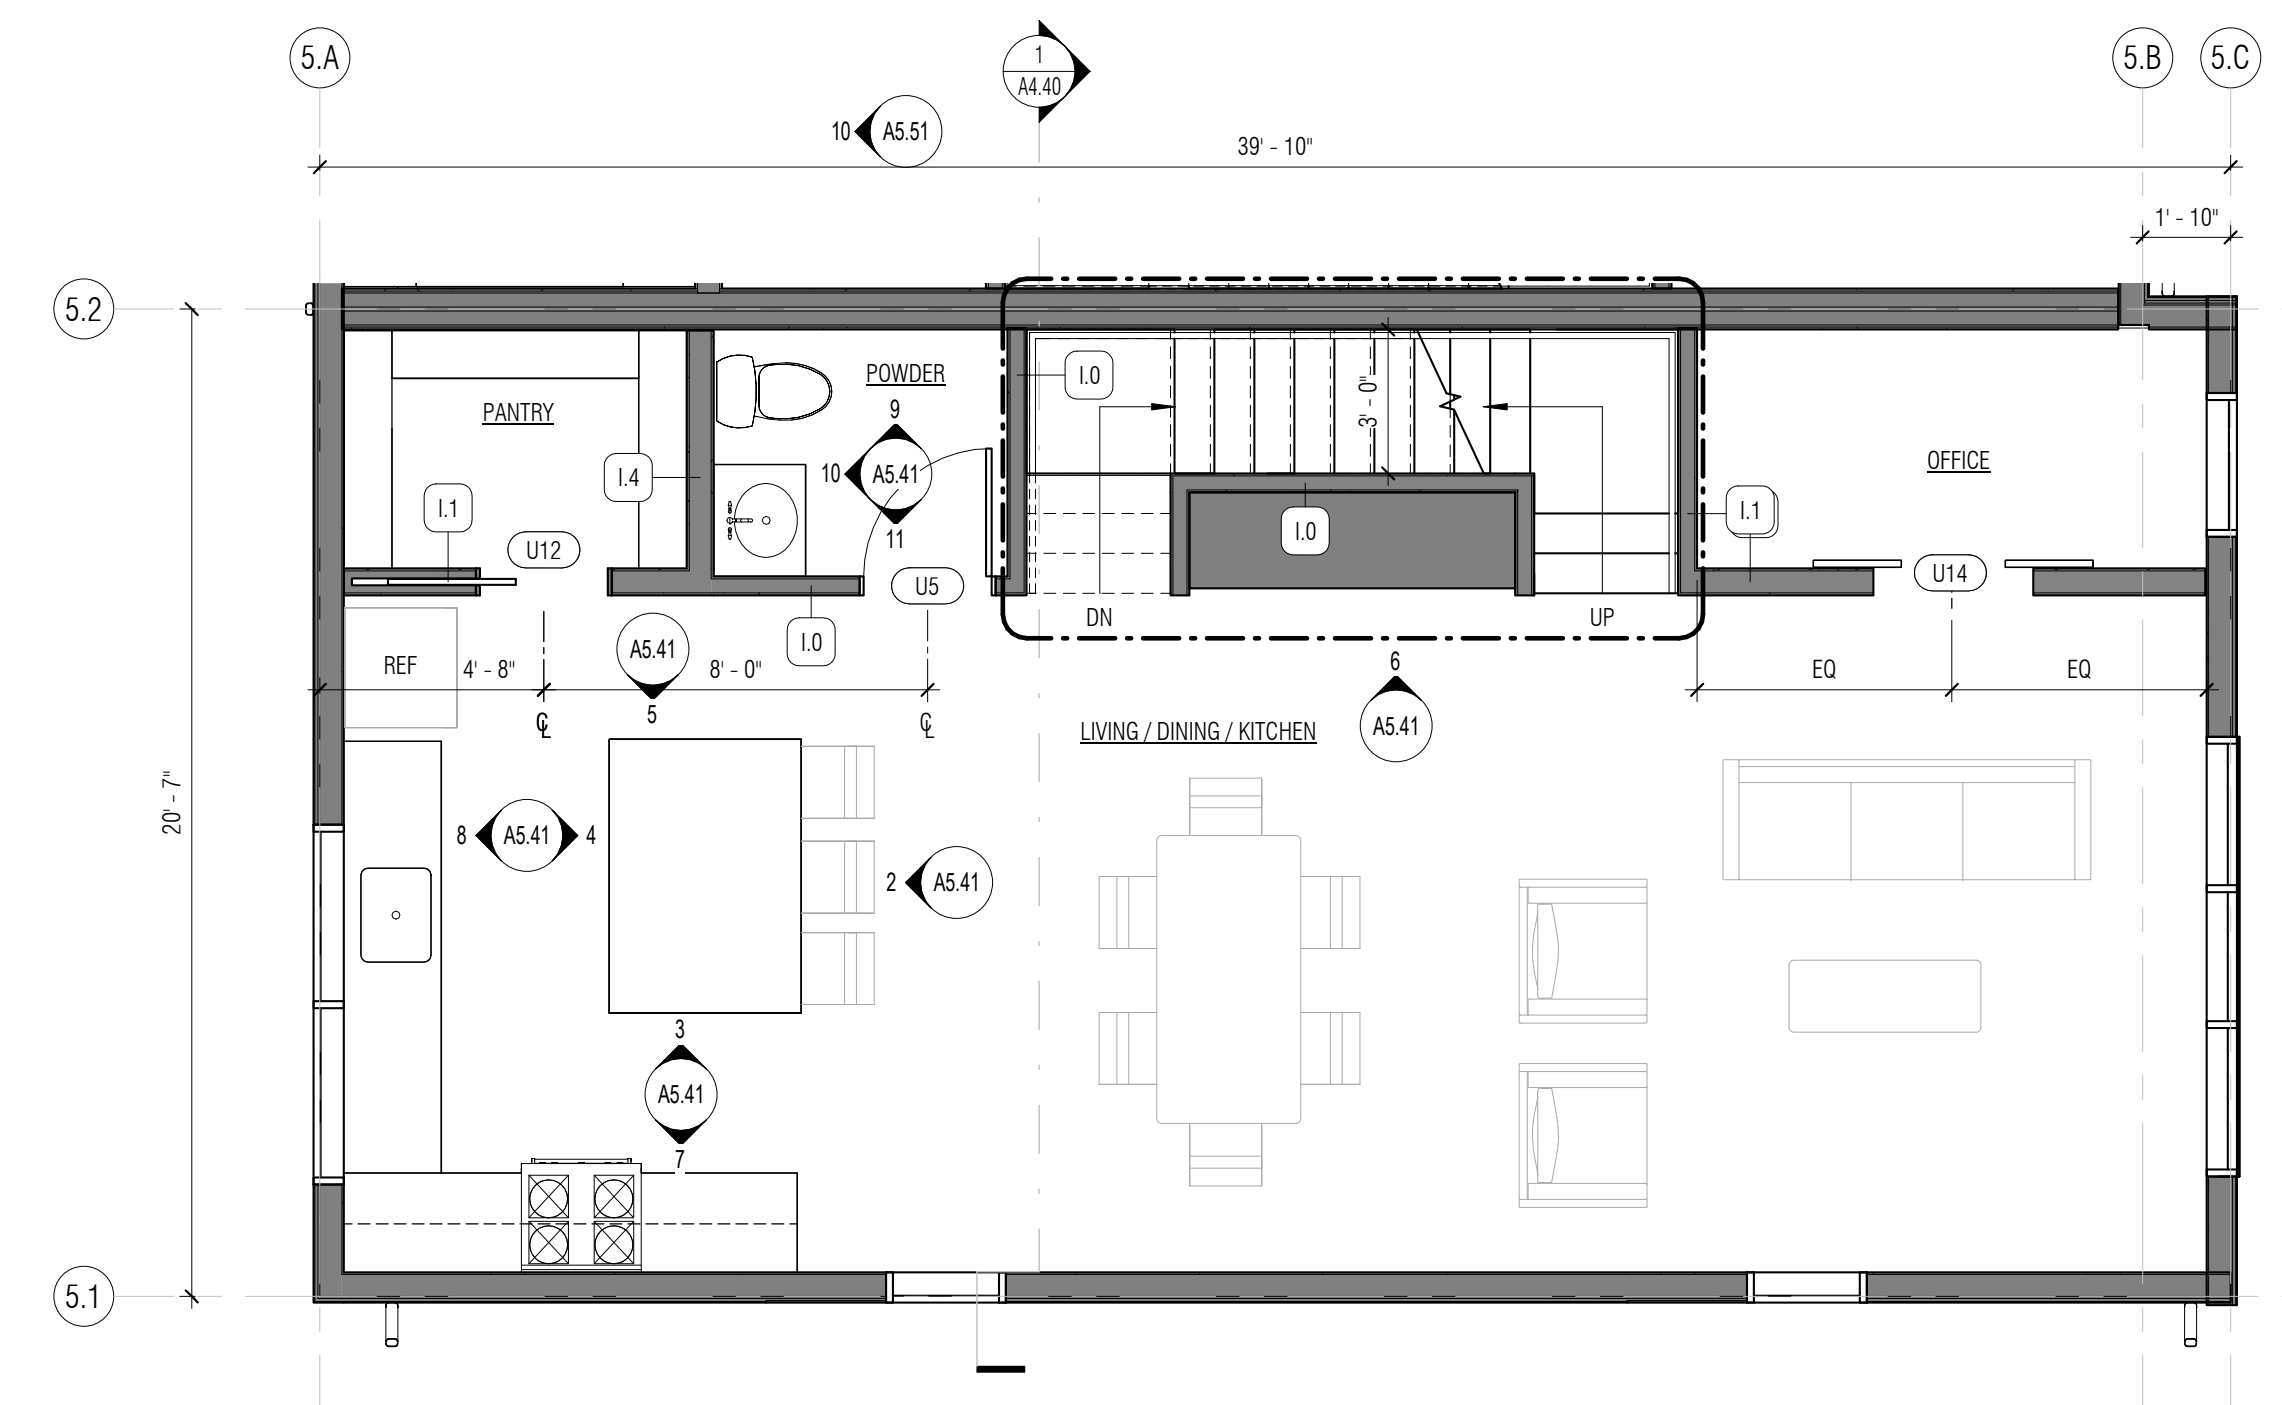 5.A
1
A4.40
5.B
5.C
10
A5.51
39' - 10"
1' - 10"
5.2
POWDER
I.0
3' - 0"
PANTRY
9
10
A5.41
11
I.4
OFFICE
I.1
I.1
I.0
U12
U5
U14
DN
UP
I.0
A5.41
5
REF
4' - 8"
8' - 0"
6
A5.41
EQ
EQ
℄
℄
LIVING / DINING / KITCHEN
20' - 7"
8
A5.41
4
2
A5.41
3
A5.41
7
5.1